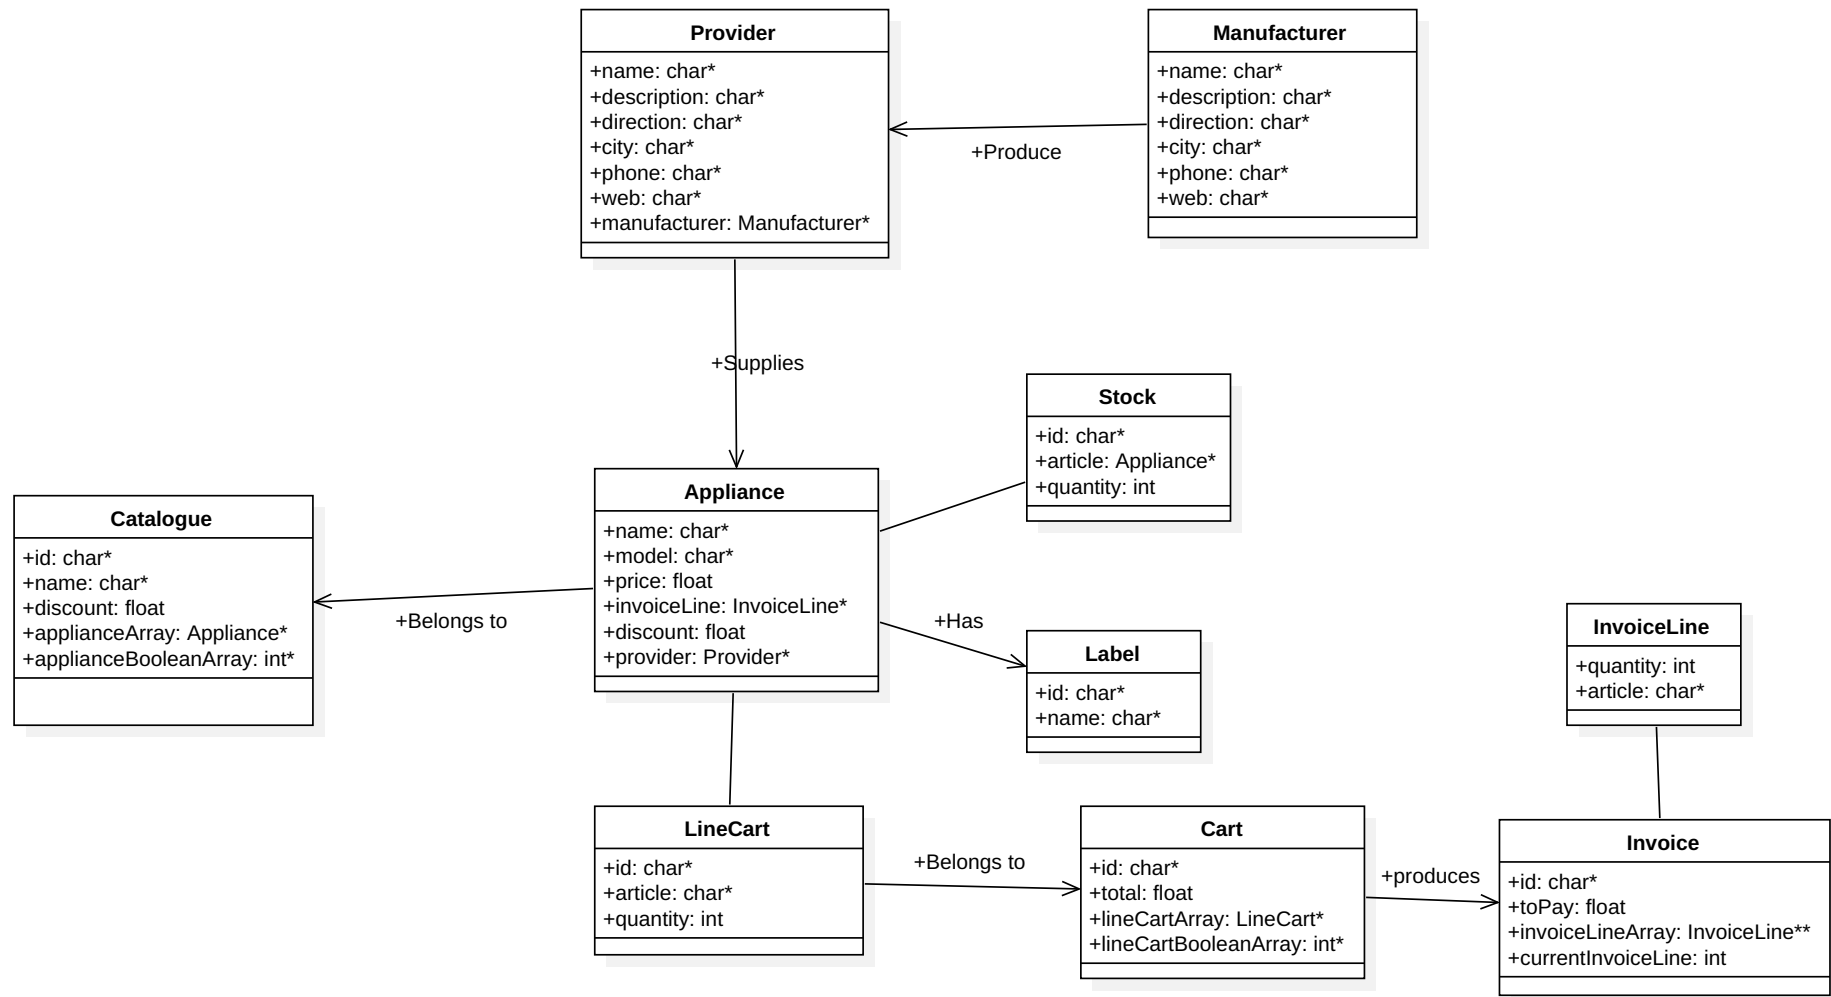 Provider
+name: char*
+description: char*
+direction: char*
+city: char*
+phone: char*
+web: char*
+manufacturer: Manufacturer*
Manufacturer
+name: char*
+description: char*
+direction: char*
+city: char*
+phone: char*
+web: char*
+Produce
+Supplies
Stock
+id: char*
+article: Appliance*
+quantity: int
Appliance
+name: char*
+model: char*
+price: float
+invoiceLine: InvoiceLine*
+discount: float
+provider: Provider*
Catalogue
+id: char*
+name: char*
+discount: float
+applianceArray: Appliance*
+applianceBooleanArray: int*
+Belongs to
+Has
Label
+id: char*
+name: char*
InvoiceLine
+quantity: int
+article: char*
LineCart
+id: char*
+article: char*
+quantity: int
+Belongs to
Cart
+id: char*
+total: float
+lineCartArray: LineCart*
+lineCartBooleanArray: int*
+produces
Invoice
+id: char*
+toPay: float
+invoiceLineArray: InvoiceLine**
+currentInvoiceLine: int